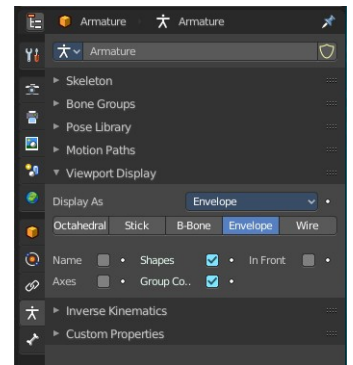 Armature Armature
Armature
Skeleton
Bone Groups
Pose Library
Motion Paths
Viewport Display
Display As Envelope
Octahedral Stick B-Bone Envelope Wire
Name Shapes In Front
Axes Group Co..
Inverse Kinematics
Custom Properties